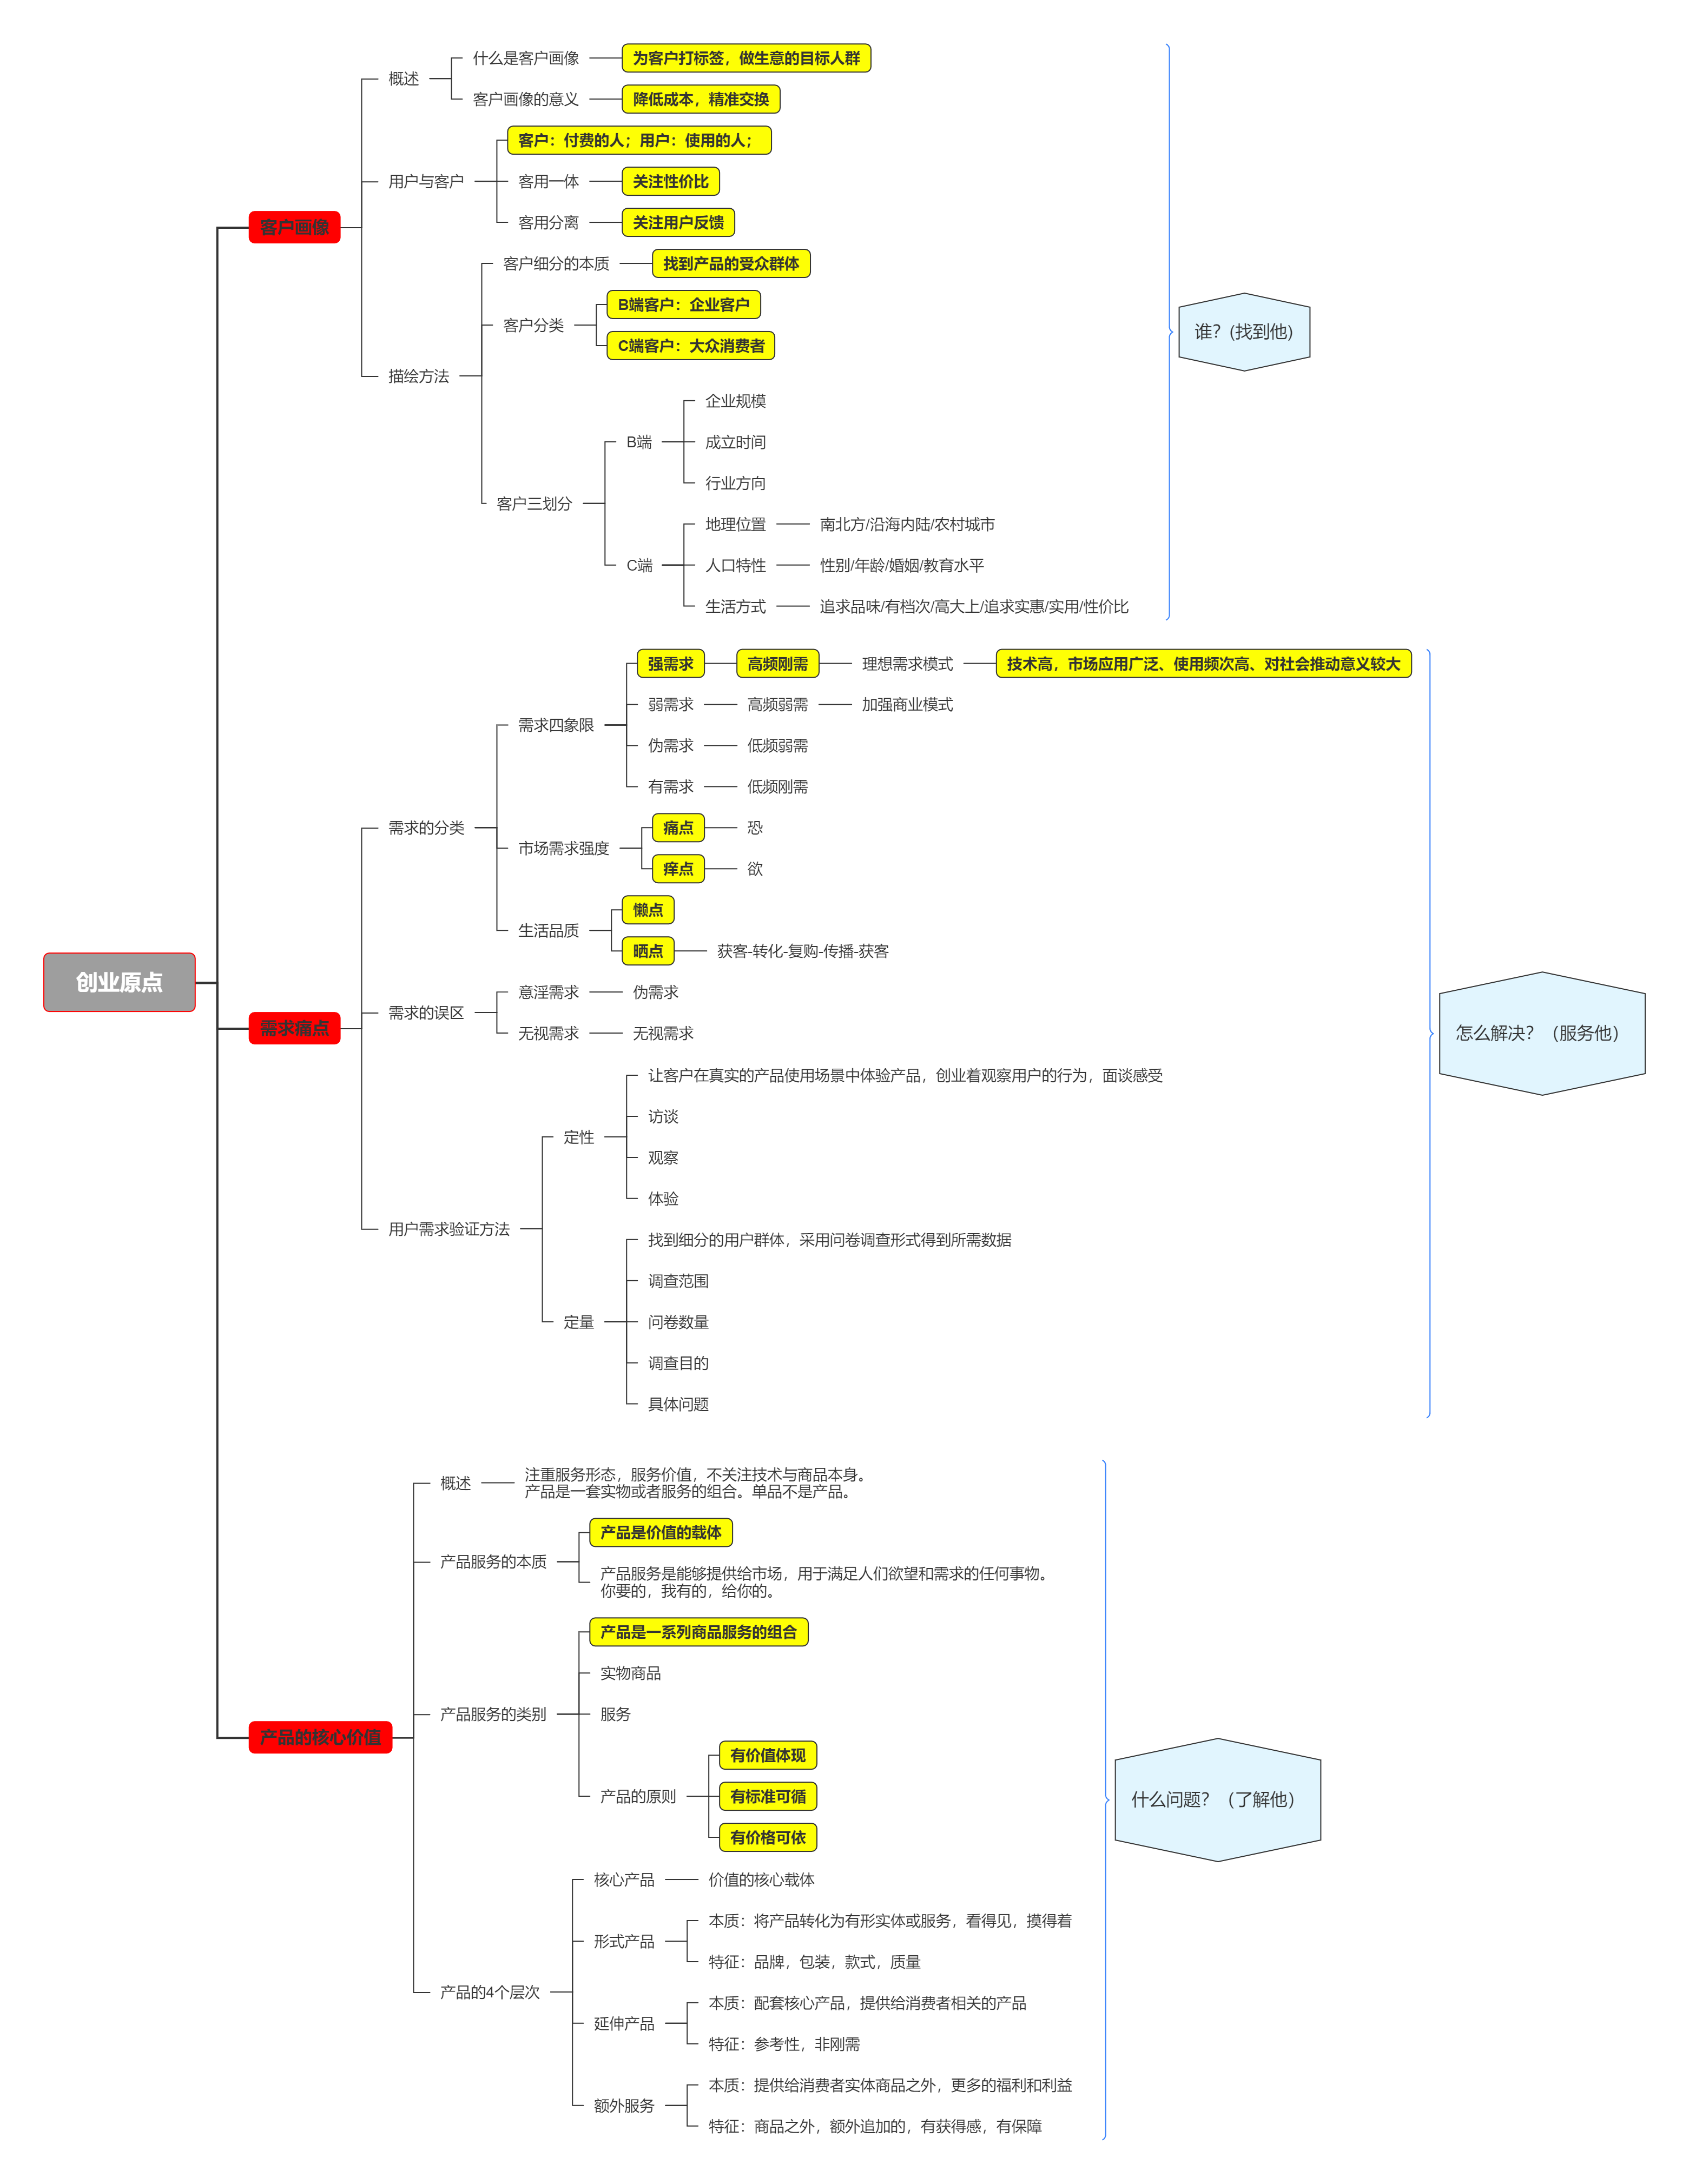 创业原点
客户画像
概述
什么是客户画像
为客户打标签，做生意的目标人群
客户画像的意义
降低成本，精准交换
用户与客户
客户：付费的人；用户：使用的人；
客用一体
关注性价比
客用分离
关注用户反馈
描绘方法
客户细分的本质
找到产品的受众群体
客户分类
B端客户：企业客户
C端客户：大众消费者
客户三划分
B端
企业规模
成立时间
行业方向
C端
地理位置
南北方/沿海内陆/农村城市
人口特性
性别/年龄/婚姻/教育水平
生活方式
追求品味/有档次/高大上/追求实惠/实用/性价比
谁？(找到他)
需求痛点
需求的分类
需求四象限
强需求
高频刚需
理想需求模式
技术高，市场应用广泛、使用频次高、对社会推动意义较大
弱需求
高频弱需
加强商业模式
伪需求
低频弱需
有需求
低频刚需
市场需求强度
痛点
恐
痒点
欲
生活品质
懒点
晒点
获客-转化-复购-传播-获客
需求的误区
意淫需求
伪需求
无视需求
无视需求
用户需求验证方法
定性
让客户在真实的产品使用场景中体验产品，创业着观察用户的行为，面谈感受
访谈
观察
体验
定量
找到细分的用户群体，采用问卷调查形式得到所需数据
调查范围
问卷数量
调查目的
具体问题
怎么解决？（服务他）
产品的核心价值
概述
注重服务形态，服务价值，不关注技术与商品本身。
产品是一套实物或者服务的组合。单品不是产品。
产品服务的本质
产品是价值的载体
产品服务是能够提供给市场，用于满足人们欲望和需求的任何事物。
你要的，我有的，给你的。
产品服务的类别
产品是一系列商品服务的组合
实物商品
服务
产品的原则
有价值体现
有标准可循
有价格可依
产品的4个层次
核心产品
价值的核心载体
形式产品
本质：将产品转化为有形实体或服务，看得见，摸得着
特征：品牌，包装，款式，质量
延伸产品
本质：配套核心产品，提供给消费者相关的产品
特征：参考性，非刚需
额外服务
本质：提供给消费者实体商品之外，更多的福利和利益
特征：商品之外，额外追加的，有获得感，有保障
什么问题？（了解他）